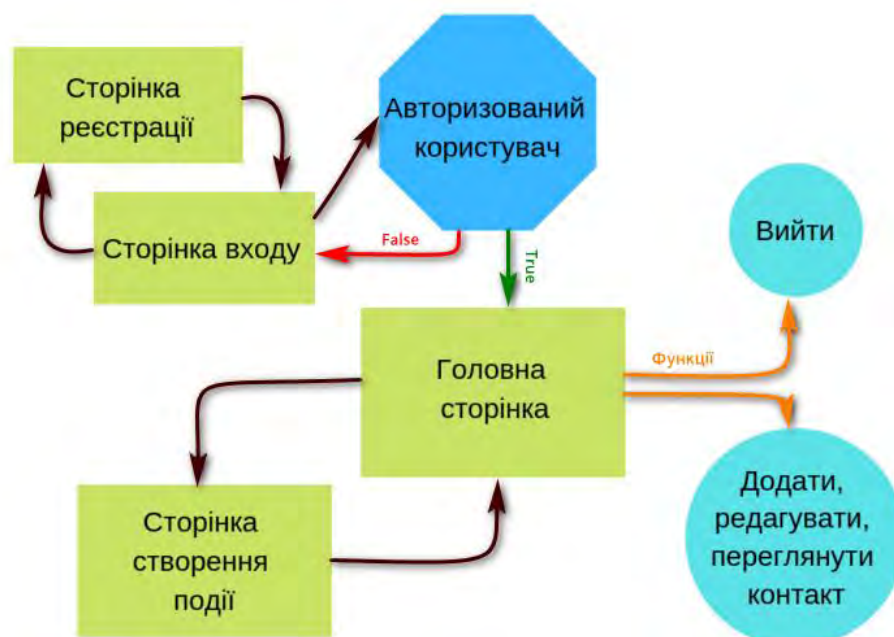 Сторінка
реєстрації
Авторизований
користувач
Сторінка входу
False
True
Вийти
Головна
сторінка
Функції
Сторінка
створення
події
Додати,
редагувати,
переглянути
контакт